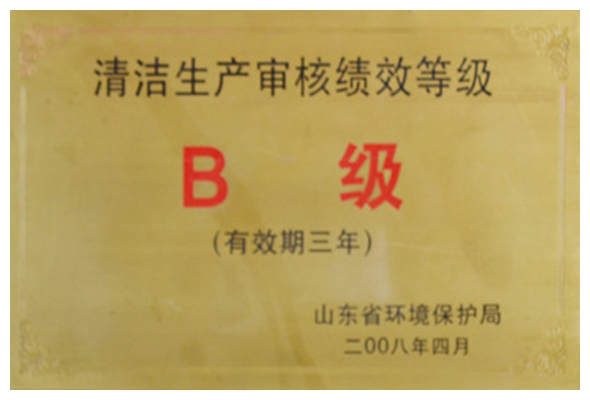 清洁生产审核绩效等级
B 级
(有效期三年)
山东省环境保护局
二00八年四月